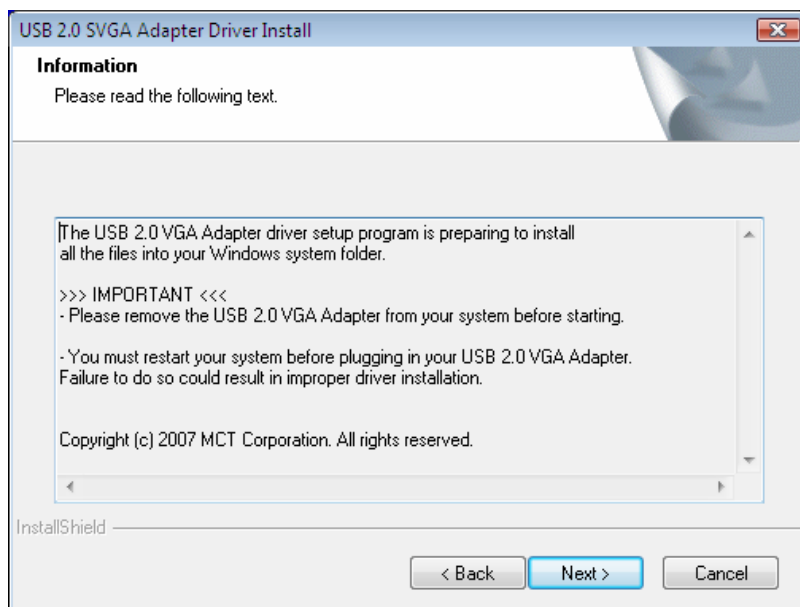 USB 2.0 SVGA Adapter Driver Install
Information
Please read the following text.
The USB 2.0 VGA Adapter driver setup program is preparing to install
all the files into your Windows system folder.
>>> IMPORTANT <<<
- Please remove the USB 2.0 VGA Adapter from your system before starting.
- You must restart your system before plugging in your USB 2.0 VGA Adapter.
Failure to do so could result in improper driver installation.
Copyright (c) 2007 MCT Corporation. All rights reserved.
InstallShield
< Back Next > Cancel